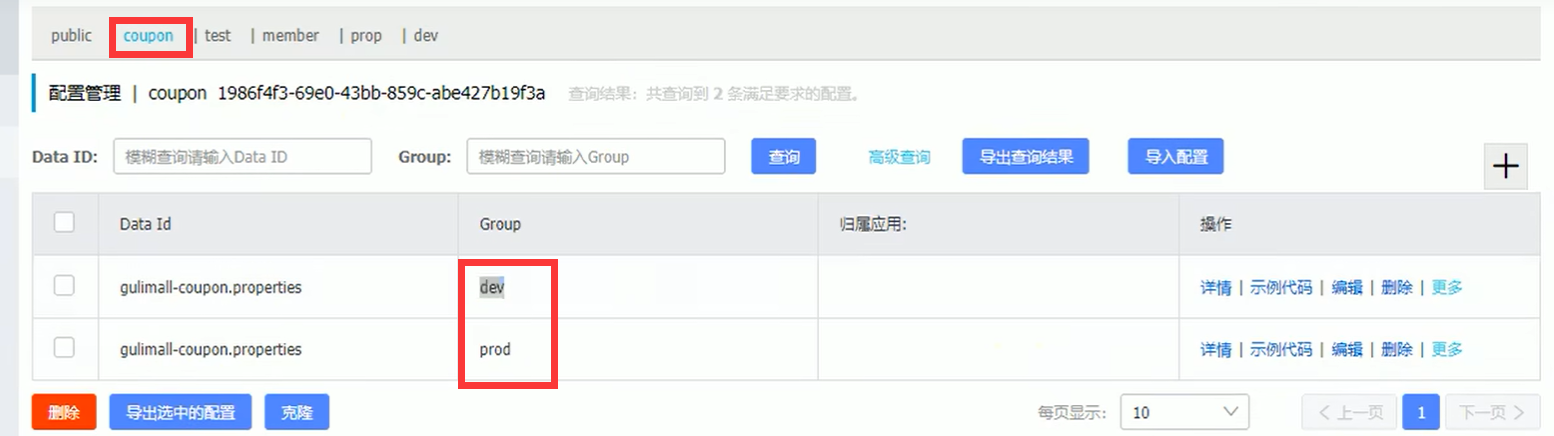 public coupon | test | member | prop | dev
配置管理 | coupon 1986f4f3-69e0-43bb-859c-abe427b19f3a 查询结果：共查询到 2 条满足要求的配置。
Data ID: 模糊查询请输入Data ID Group: 模糊查询请输入Group 查询 高级查询 导出查询结果 导入配置 +
Data Id Group 归属应用: 操作
gulimall-coupon.properties dev 详情 | 示例代码 | 编辑 | 删除 | 更多
gulimall-coupon.properties prod 详情 | 示例代码 | 编辑 | 删除 | 更多
删除 导出选中的配置 克隆 每页显示: 10 < 上一页 1 下一页 >